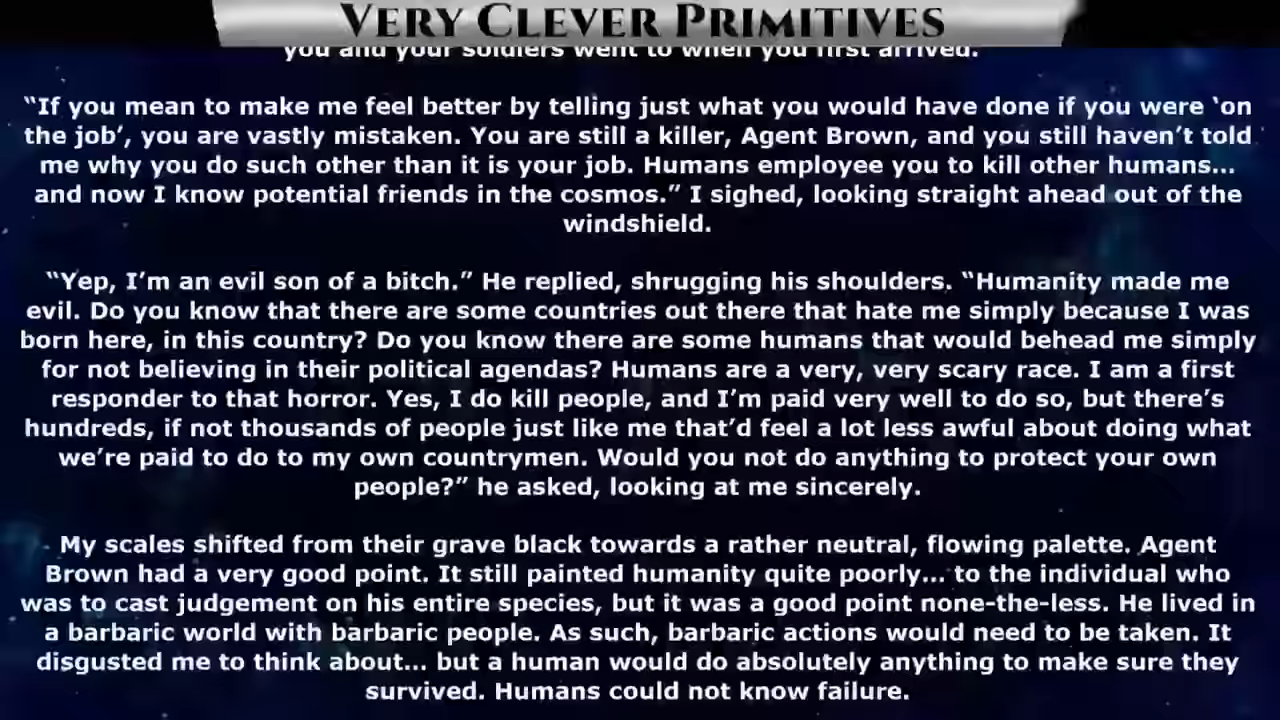 VERY CLEVER PRIMITIVES
you and your soldiers went to when you first arrived.
“If you mean to make me feel better by telling just what you would have done if you were ‘on
the job’, you are vastly mistaken. You are still a killer, Agent Brown, and you still haven’t told
me why you do such other than it is your job. Humans employee you to kill other humans...
and now I know potential friends in the cosmos.” I sighed, looking straight ahead out of the
windshield.
“Yep, I’m an evil son of a bitch.” He replied, shrugging his shoulders. “Humanity made me
evil. Do you know that there are some countries out there that hate me simply because I was
born here, in this country? Do you know there are some humans that would behead me simply
for not believing in their political agendas? Humans are a very, very scary race. I am a first
responder to that horror. Yes, I do kill people, and I’m paid very well to do so, but there’s
hundreds, if not thousands of people just like me that’d feel a lot less awful about doing what
we’re paid to do to my own countrymen. Would you not do anything to protect your own
people?” he asked, looking at me sincerely.
My scales shifted from their grave black towards a rather neutral, flowing palette. Agent
Brown had a very good point. It still painted humanity quite poorly... to the individual who
was to cast judgement on his entire species, but it was a good point none-the-less. He lived in
a barbaric world with barbaric people. As such, barbaric actions would need to be taken. It
disgusted me to think about... but a human would do absolutely anything to make sure they
survived. Humans could not know failure.